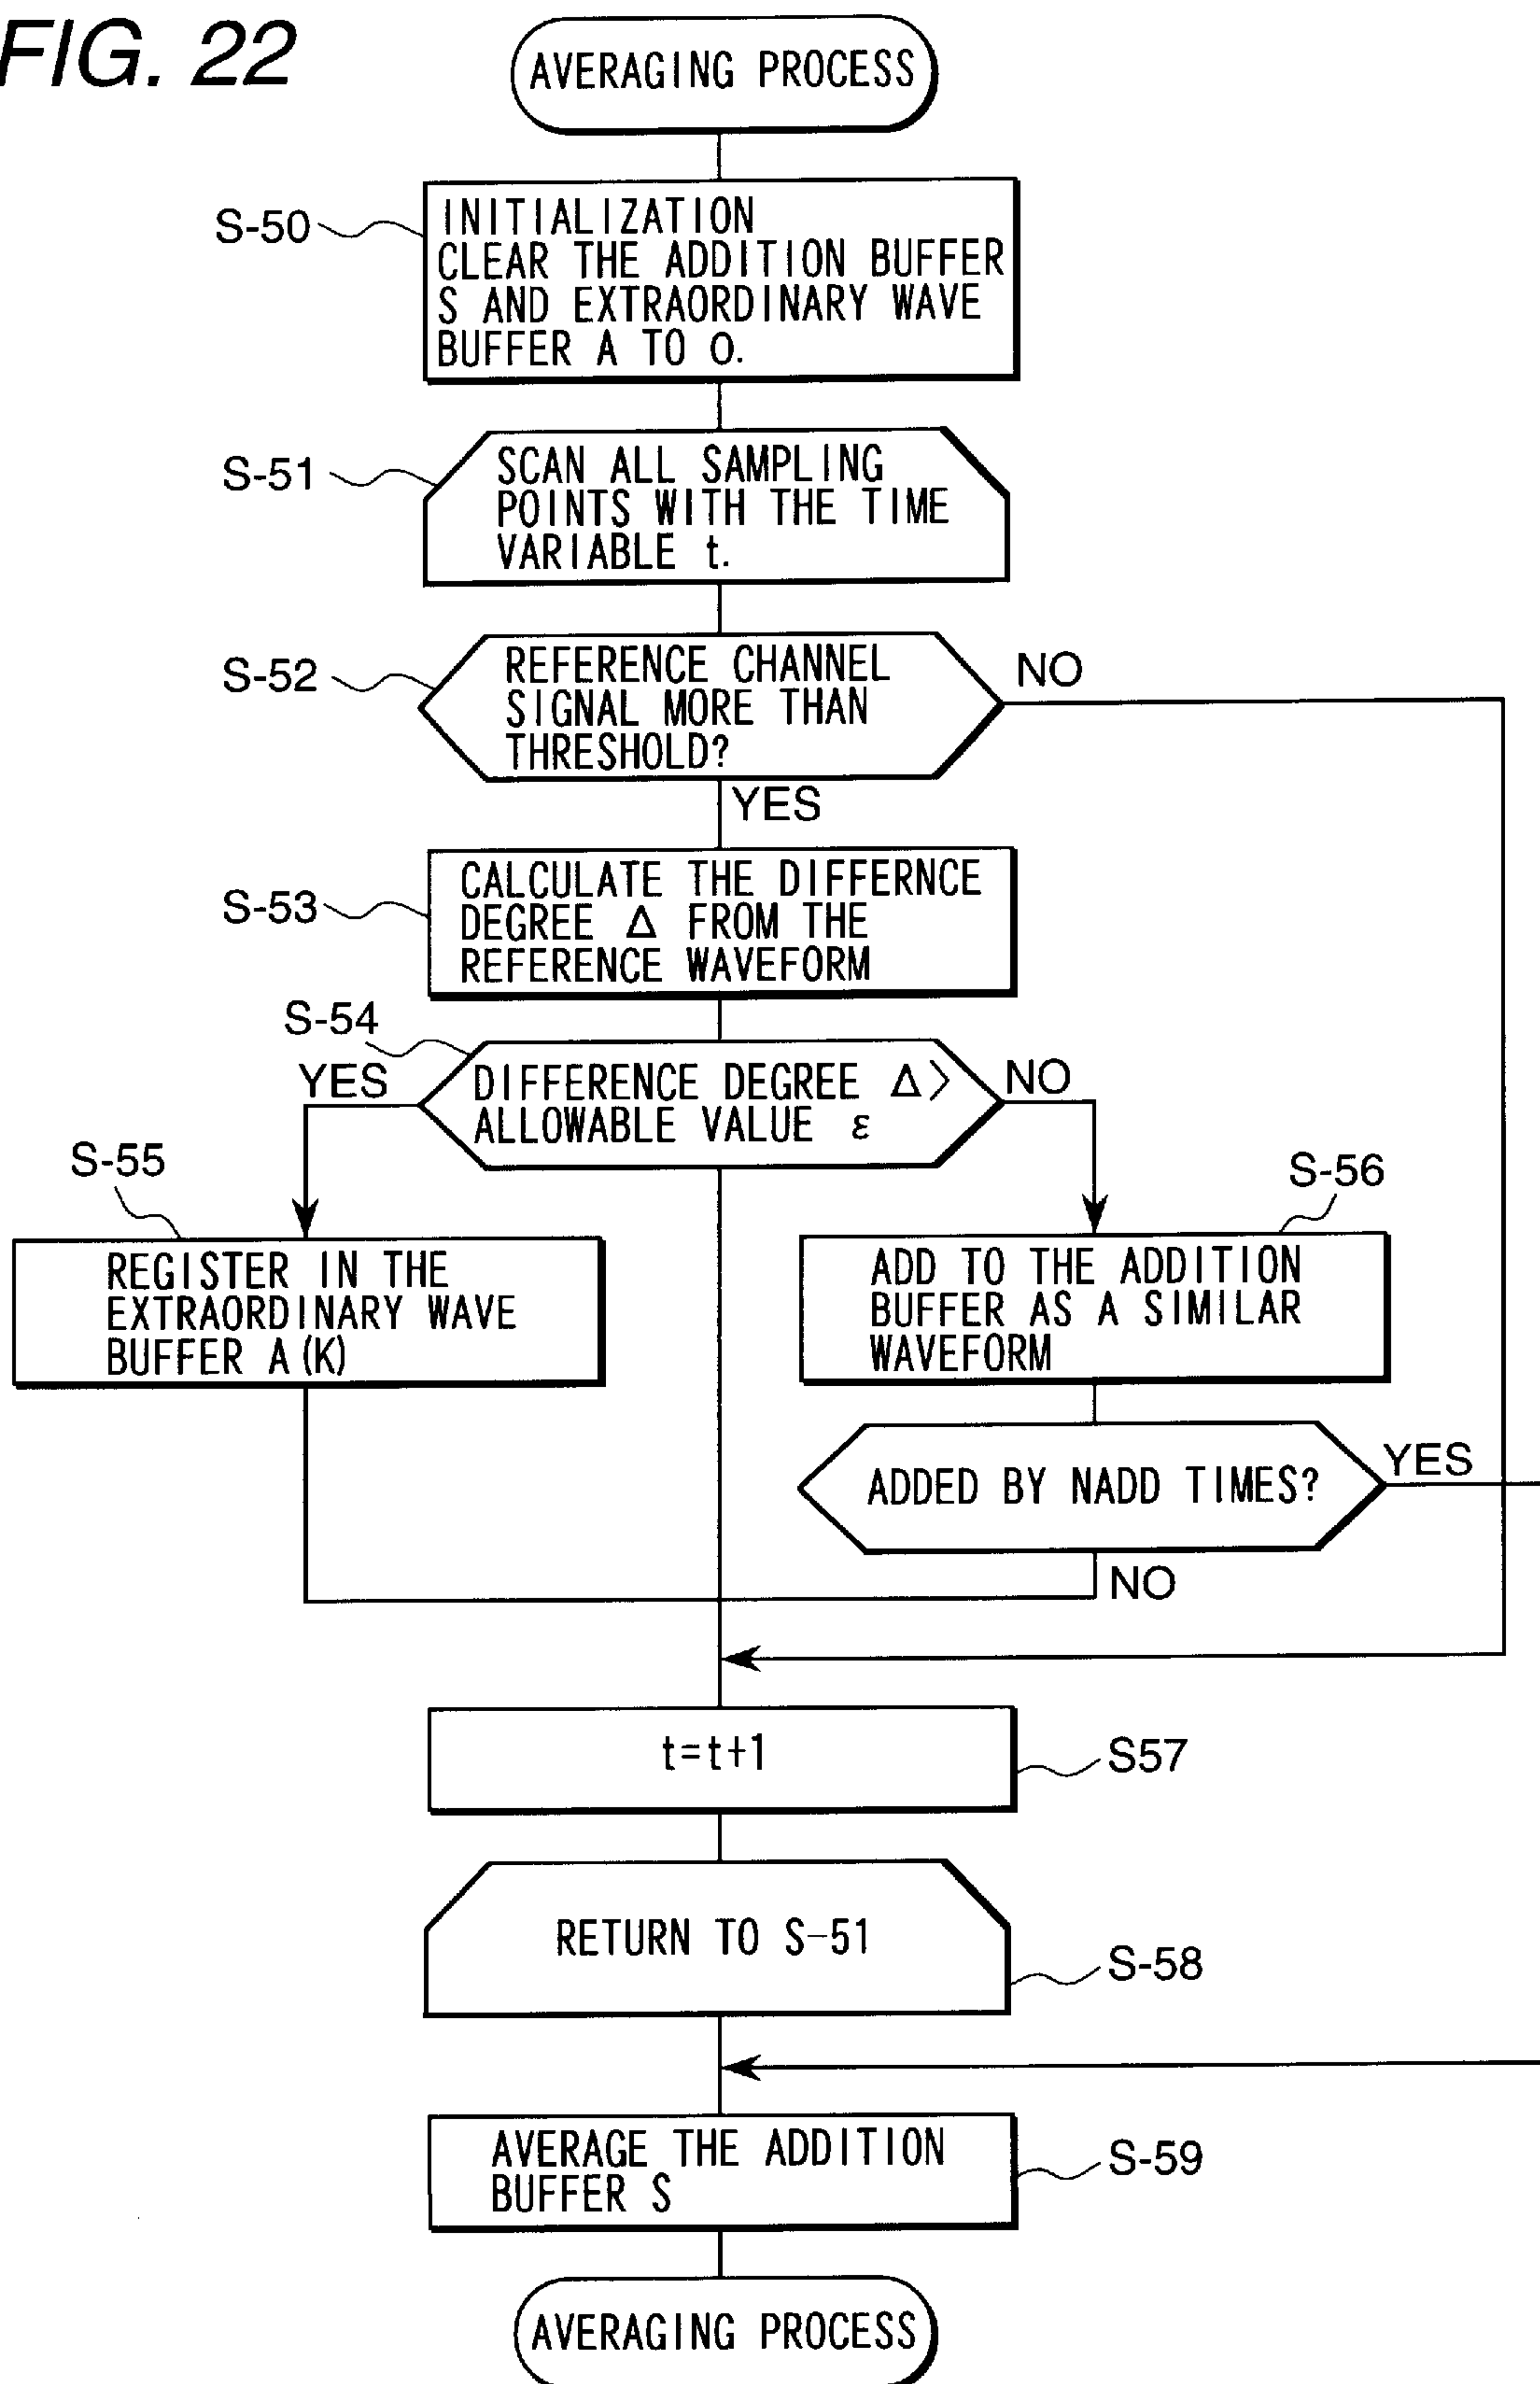 FIG. 22
AVERAGING PROCESS
S-50
INITIALIZATION
CLEAR THE ADDITION BUFFER
S AND EXTRAORDINARY WAVE
BUFFER A TO 0.
S-51
SCAN ALL SAMPLING
POINTS WITH THE TIME
VARIABLE t.
S-52
REFERENCE CHANNEL
SIGNAL MORE THAN
THRESHOLD?
NO
YES
S-53
CALCULATE THE DIFFERNCE
DEGREE Δ FROM THE
REFERENCE WAVEFORM
S-54
YES
DIFFERENCE DEGREE Δ>
ALLOWABLE VALUE ε
NO
S-55
REGISTER IN THE
EXTRAORDINARY WAVE
BUFFER A(K)
S-56
ADD TO THE ADDITION
BUFFER AS A SIMILAR
WAVEFORM
ADDED BY NADD TIMES?
YES
NO
t=t+1
S57
RETURN TO S-51
S-58
AVERAGE THE ADDITION
BUFFER S
S-59
AVERAGING PROCESS